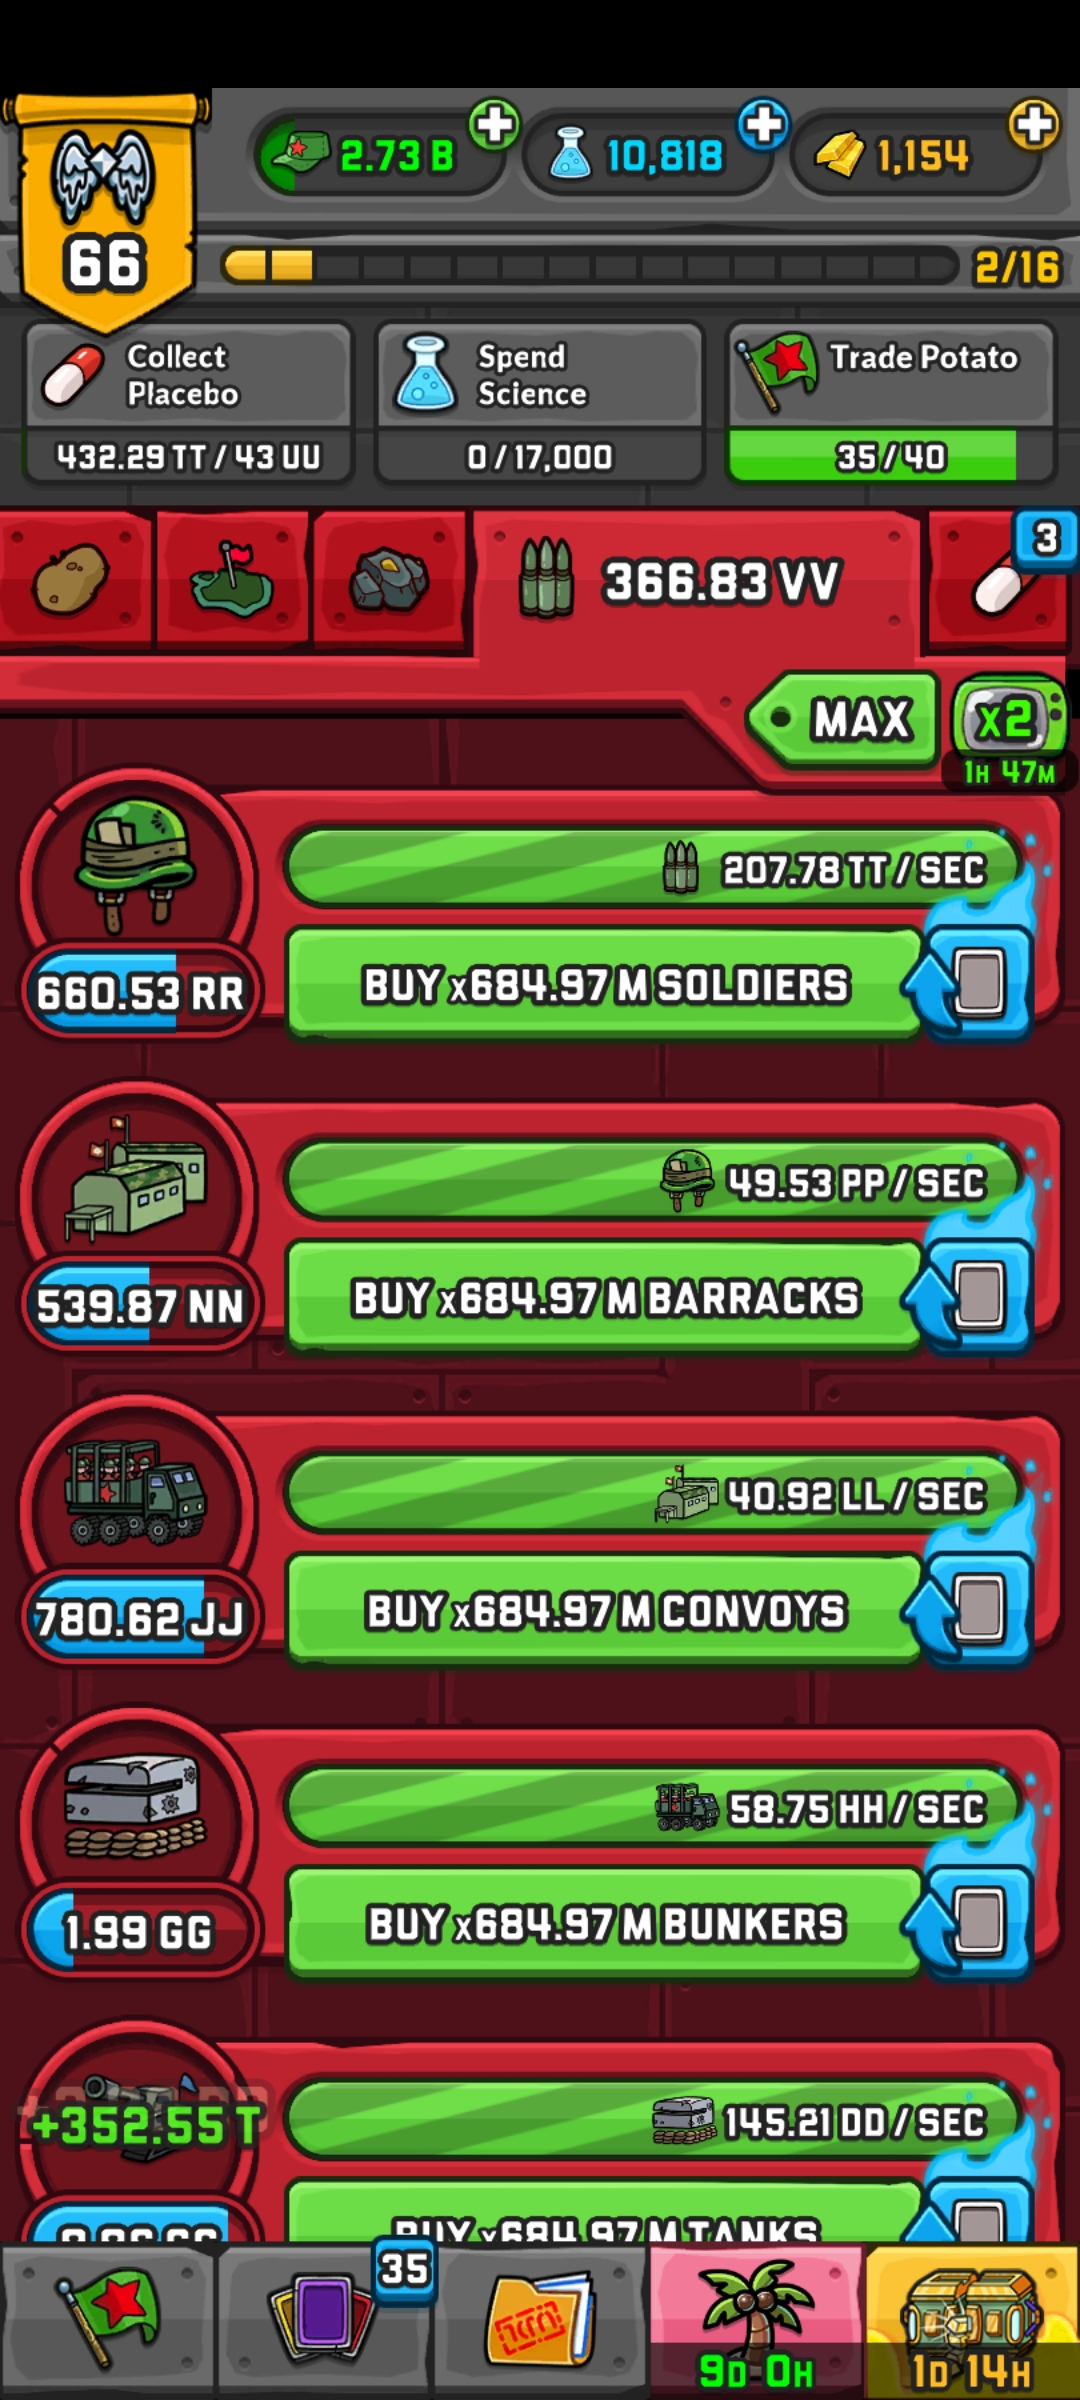 2.73 B
10,818
1,154
66
2/16
Collect
Placebo
432.29 TT / 43 UU
Spend
Science
0 / 17,000
Trade Potato
35 / 40
366.83 VV
3
MAX
x2
1H 47M
207.78 TT / SEC
660.53 RR
BUY x684.97 M SOLDIERS
49.53 PP / SEC
539.87 NN
BUY x684.97 M BARRACKS
40.92 LL / SEC
780.62 JJ
BUY x684.97 M CONVOYS
58.75 HH / SEC
1.99 GG
BUY x684.97 M BUNKERS
+352.55 T
145.21 DD / SEC
BUY x684.97 M TANKS
35
9D 0H
1D 14H